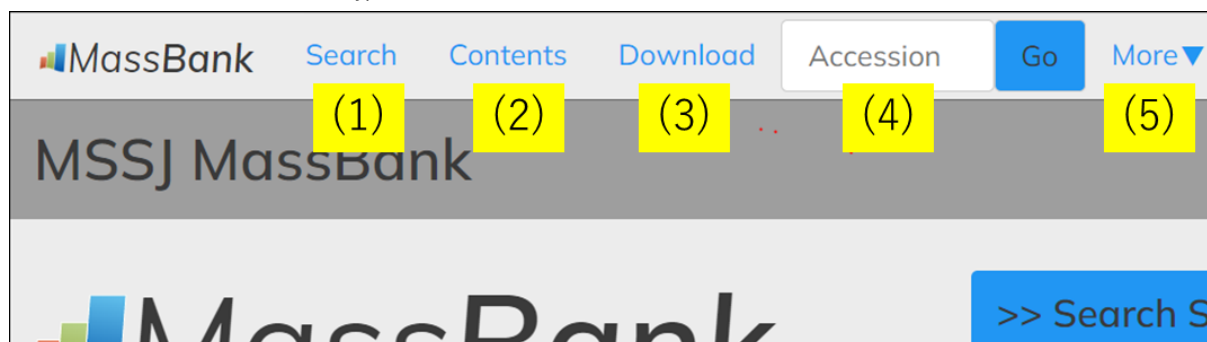 MassBank Search Contents Download Accession Go More▼
(1) (2) (3) (4) (5)
MSSJ MassBank
MassBank >> Search S